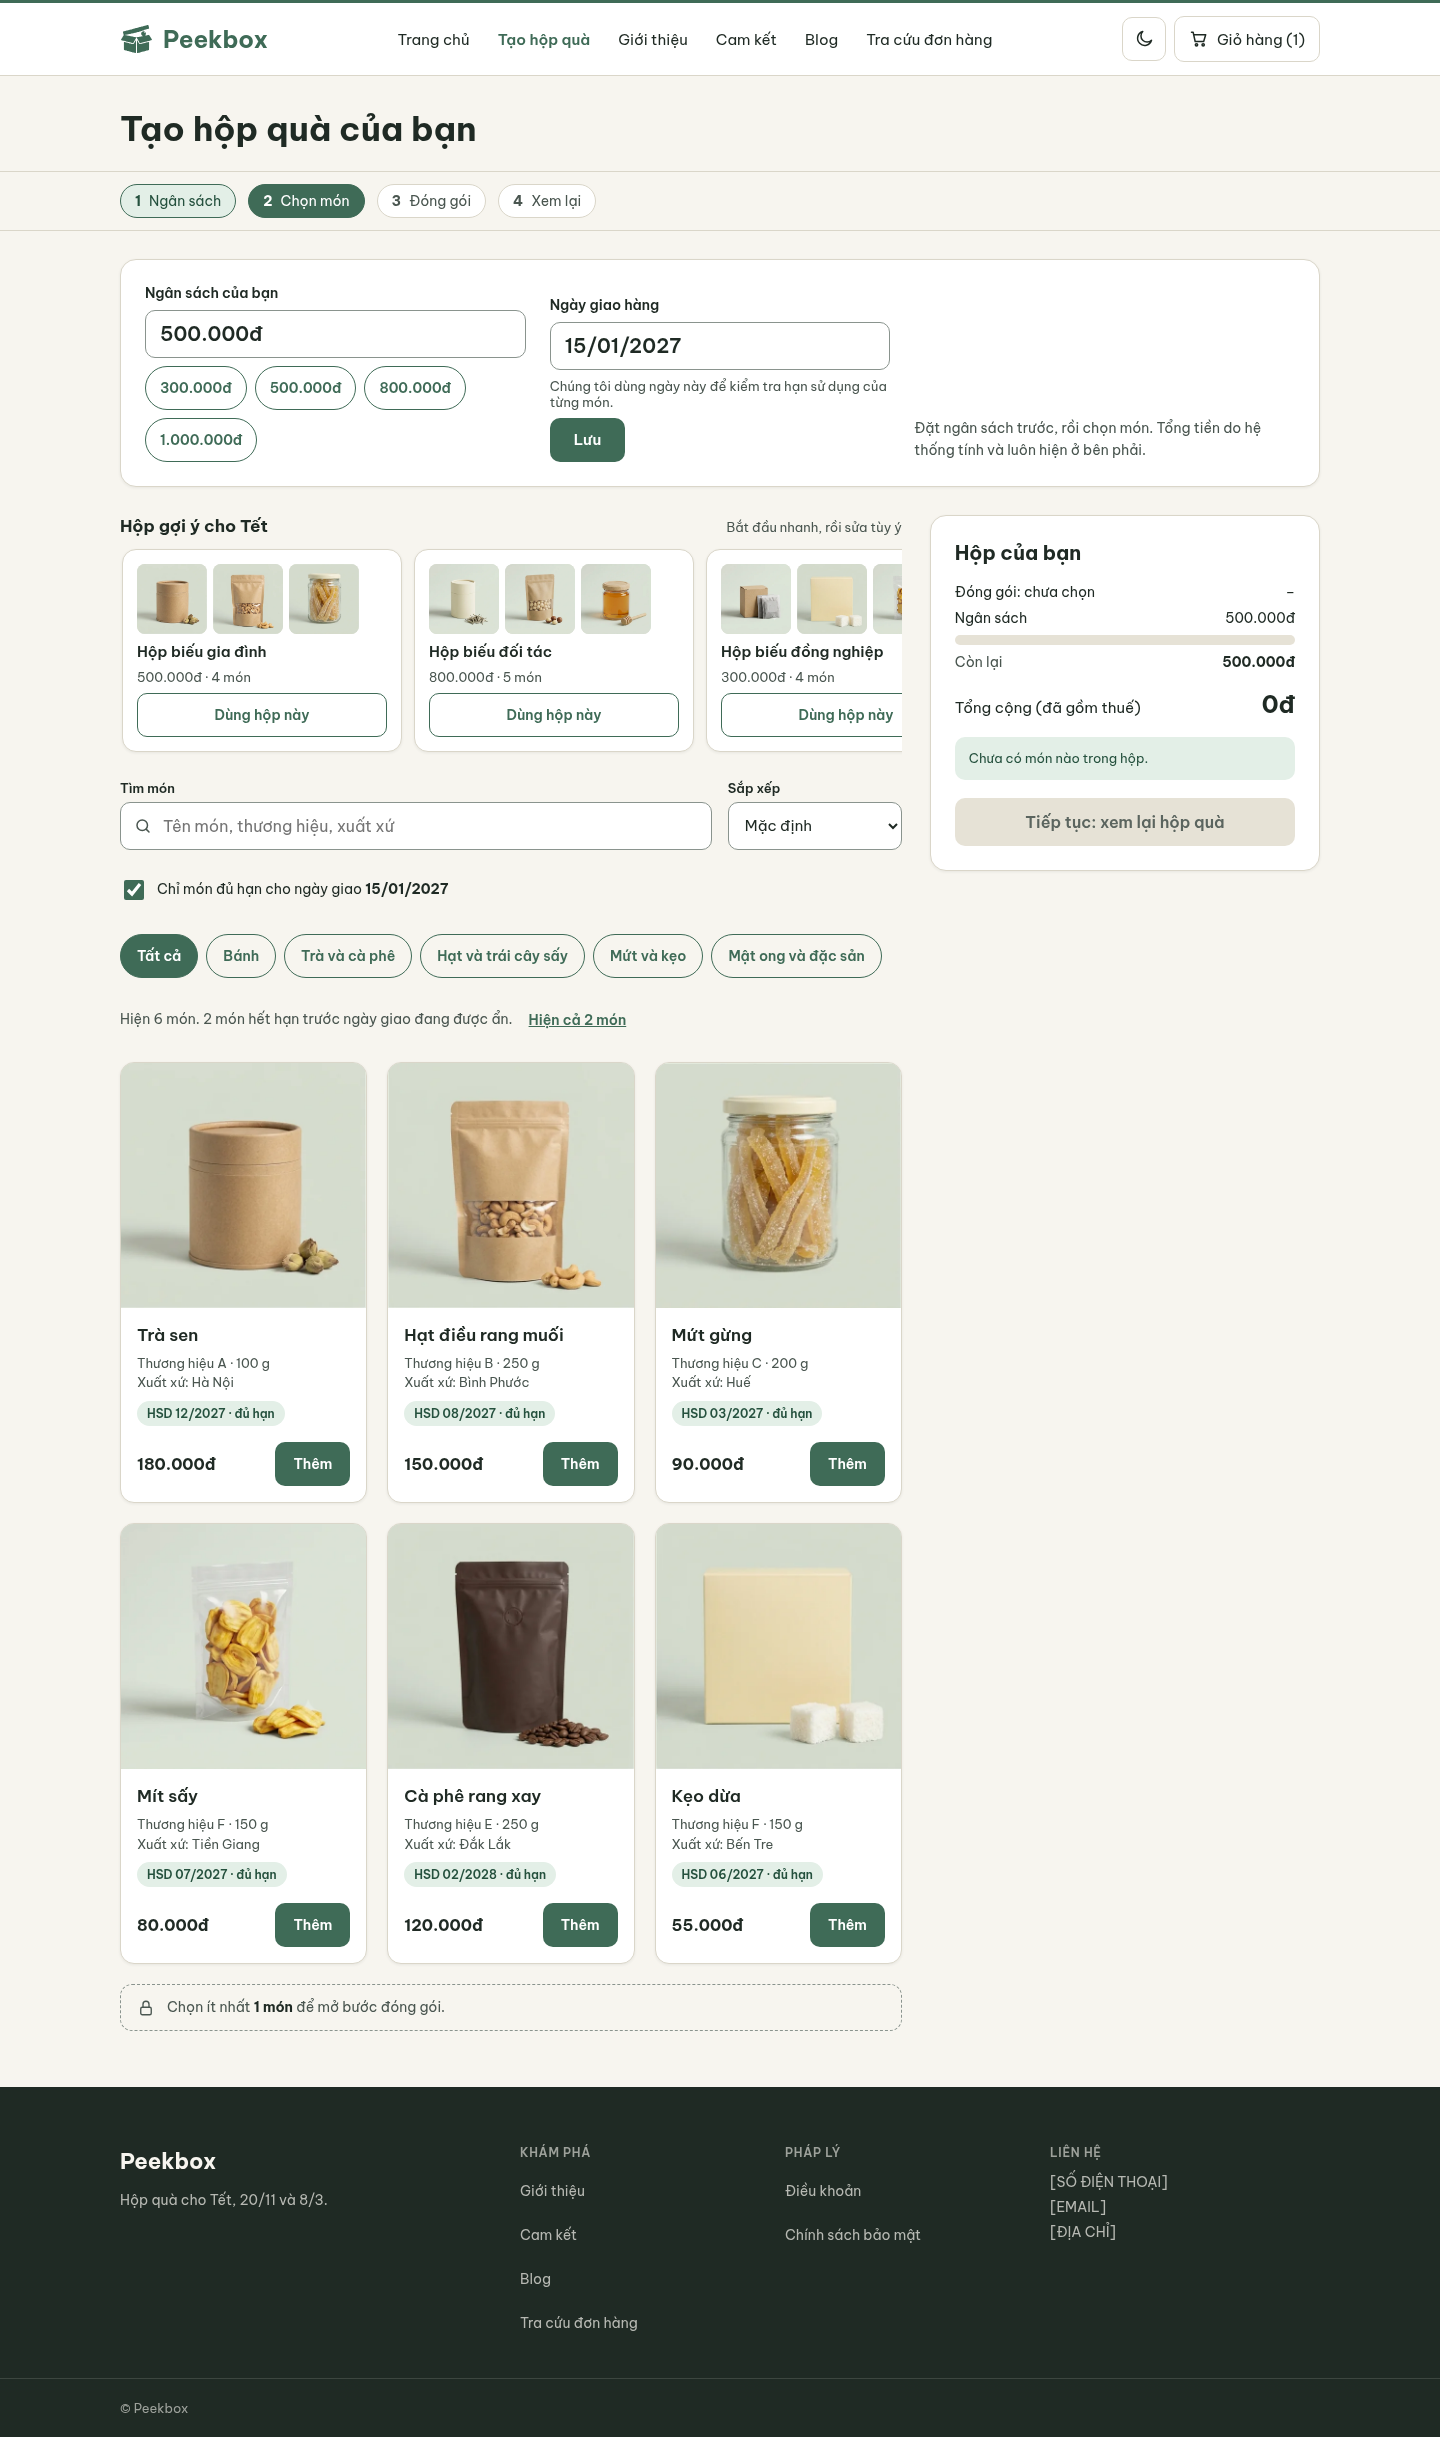 Peekbox
Trang chủ
Tạo hộp quà
Giới thiệu
Cam kết
Blog
Tra cứu đơn hàng
Giỏ hàng (1)
Tạo hộp quà của bạn
1 Ngân sách
2 Chọn món
3 Đóng gói
4 Xem lại
Ngân sách của bạn
500.000đ
300.000đ
500.000đ
800.000đ
1.000.000đ
Ngày giao hàng
15/01/2027
Chúng tôi dùng ngày này để kiểm tra hạn sử dụng của
từng món.
Lưu
Đặt ngân sách trước, rồi chọn món. Tổng tiền do hệ
thống tính và luôn hiện ở bên phải.
Hộp gợi ý cho Tết
Bắt đầu nhanh, rồi sửa tùy ý
Hộp biếu gia đình
500.000đ · 4 món
Dùng hộp này
Hộp biếu đối tác
800.000đ · 5 món
Dùng hộp này
Hộp biếu đồng nghiệp
300.000đ · 4 món
Dùng hộp này
Hộp của bạn
Đóng gói: chưa chọn
–
Ngân sách
500.000đ
Còn lại
500.000đ
Tổng cộng (đã gồm thuế)
0đ
Chưa có món nào trong hộp.
Tiếp tục: xem lại hộp quà
Tìm món
Tên món, thương hiệu, xuất xứ
Sắp xếp
Mặc định
Chỉ món đủ hạn cho ngày giao 15/01/2027
Tất cả
Bánh
Trà và cà phê
Hạt và trái cây sấy
Mứt và kẹo
Mật ong và đặc sản
Hiện 6 món. 2 món hết hạn trước ngày giao đang được ẩn.
Hiện cả 2 món
Trà sen
Thương hiệu A · 100 g
Xuất xứ: Hà Nội
HSD 12/2027 · đủ hạn
180.000đ
Thêm
Hạt điều rang muối
Thương hiệu B · 250 g
Xuất xứ: Bình Phước
HSD 08/2027 · đủ hạn
150.000đ
Thêm
Mứt gừng
Thương hiệu C · 200 g
Xuất xứ: Huế
HSD 03/2027 · đủ hạn
90.000đ
Thêm
Mít sấy
Thương hiệu F · 150 g
Xuất xứ: Tiền Giang
HSD 07/2027 · đủ hạn
80.000đ
Thêm
Cà phê rang xay
Thương hiệu E · 250 g
Xuất xứ: Đắk Lắk
HSD 02/2028 · đủ hạn
120.000đ
Thêm
Kẹo dừa
Thương hiệu F · 150 g
Xuất xứ: Bến Tre
HSD 06/2027 · đủ hạn
55.000đ
Thêm
Chọn ít nhất 1 món để mở bước đóng gói.
Peekbox
Hộp quà cho Tết, 20/11 và 8/3.
KHÁM PHÁ
Giới thiệu
Cam kết
Blog
Tra cứu đơn hàng
PHÁP LÝ
Điều khoản
Chính sách bảo mật
LIÊN HỆ
[SỐ ĐIỆN THOẠI]
[EMAIL]
[ĐỊA CHỈ]
© Peekbox